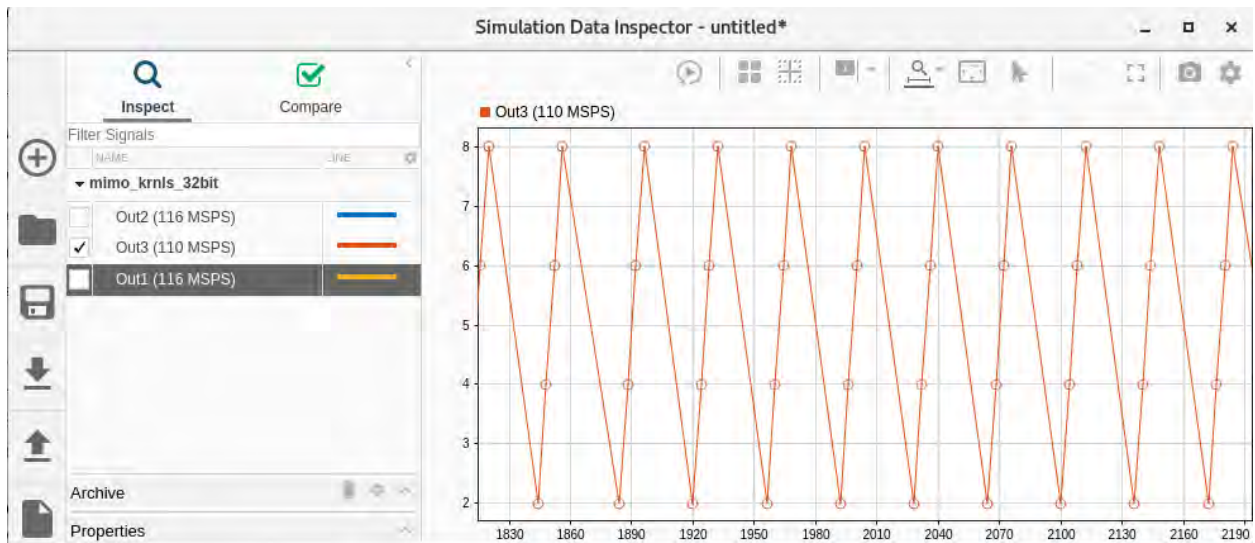 Simulation Data Inspector - untitled*
Inspect
Compare
Filter Signals
NAME
LINE
mimo_krnls_32bit
Out2 (116 MSPS)
Out3 (110 MSPS)
Out1 (116 MSPS)
Archive
Properties
Out3 (110 MSPS)
8
7
6
5
4
3
2
1830 1860 1890 1920 1950 1980 2010 2040 2070 2100 2130 2160 2190